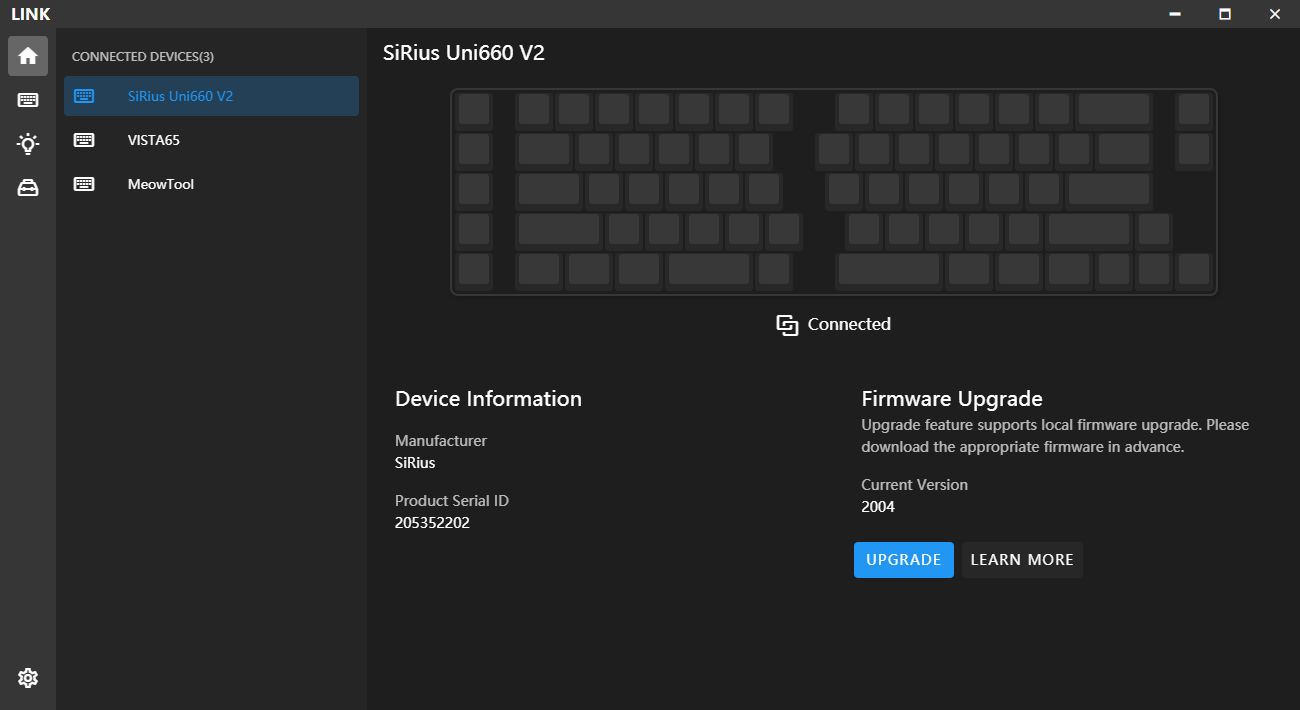 LINK
CONNECTED DEVICES(3)
SiRius Uni660 V2
VISTA65
MeowTool
SiRius Uni660 V2
Connected
Device Information
Manufacturer
SiRius
Product Serial ID
205352202
Firmware Upgrade
Upgrade feature supports local firmware upgrade. Please
download the appropriate firmware in advance.
Current Version
2004
UPGRADE
LEARN MORE